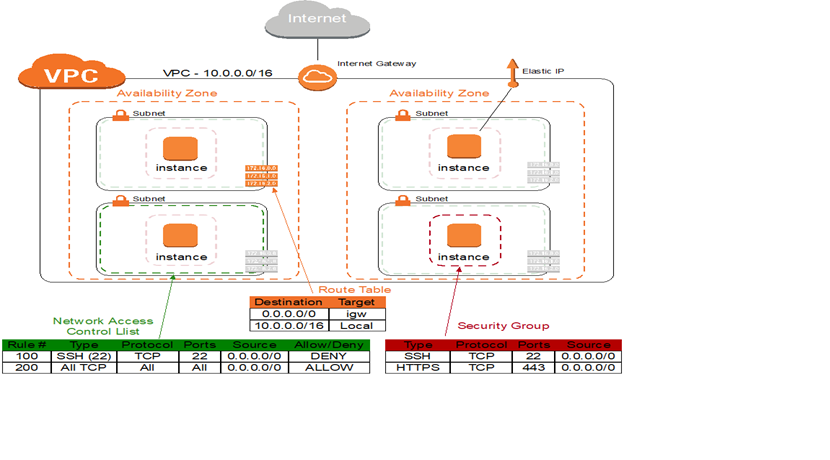 Internet
Internet Gateway
VPC
VPC - 10.0.0.0/16
Elastic IP
Availability Zone
Availability Zone
Subnet
instance
Subnet
instance
Subnet
instance
Subnet
instance
Route Table
Destination Target
0.0.0.0/0 igw
10.0.0.0/16 Local
Network Access
Control LIist
Rule # Type Protocol Ports Source Allow/Deny
100 SSH (22) TCP 22 0.0.0.0/0 DENY
200 All TCP All All 0.0.0.0/0 ALLOW
Security Group
Type Protocol Ports Source
SSH TCP 22 0.0.0.0/0
HTTPS TCP 443 0.0.0.0/0